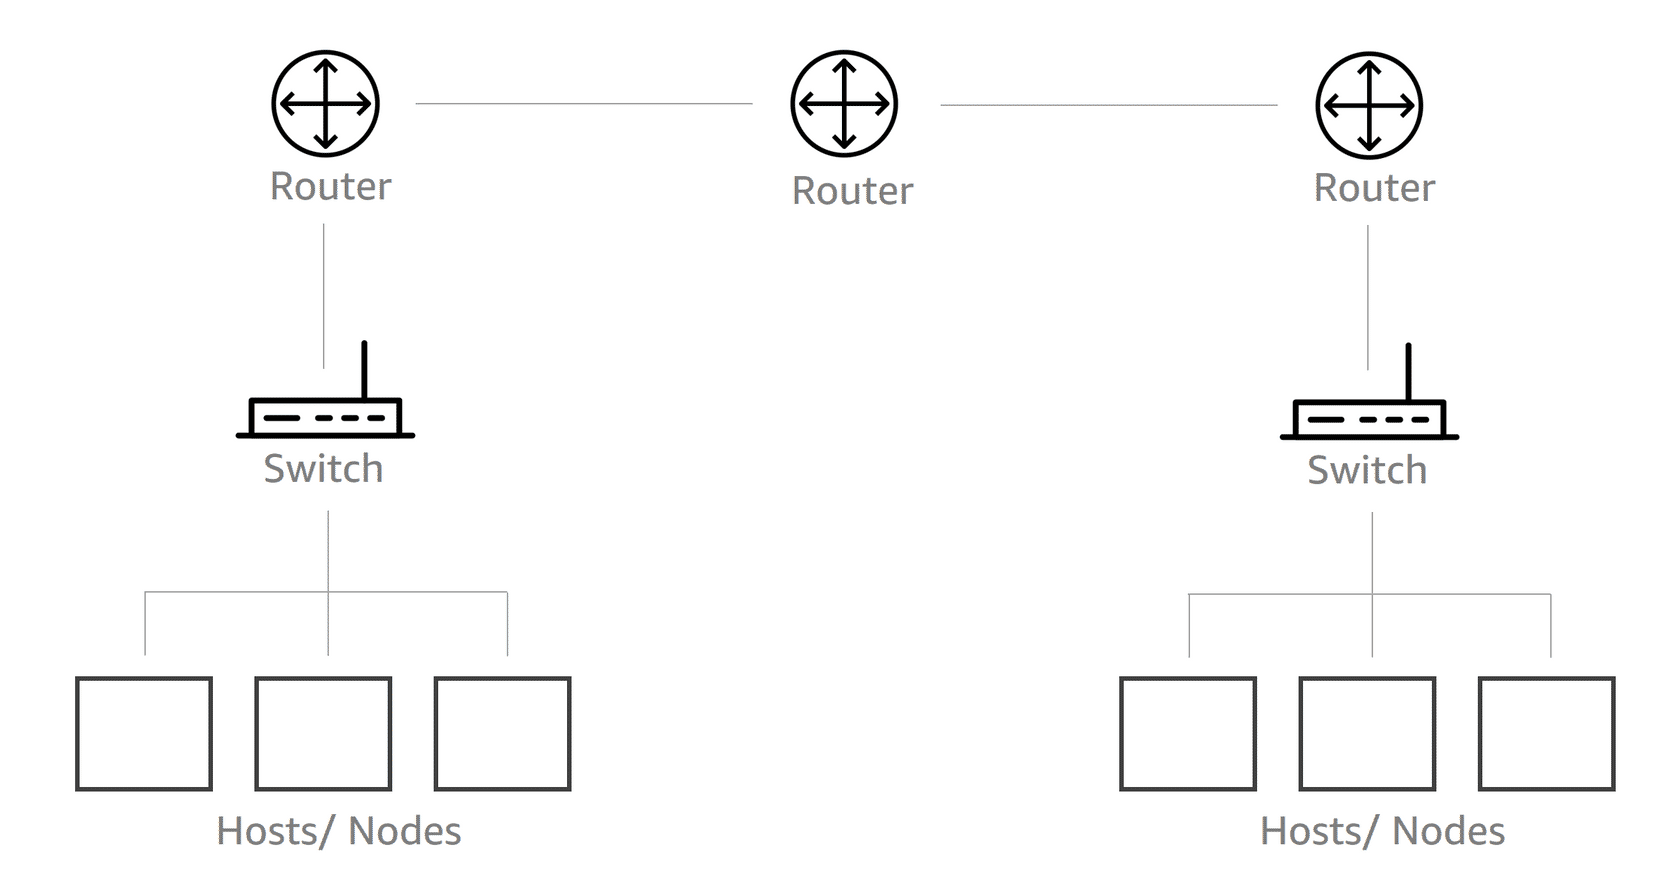 Router
Router
Router
Switch
Switch
Hosts/ Nodes
Hosts/ Nodes